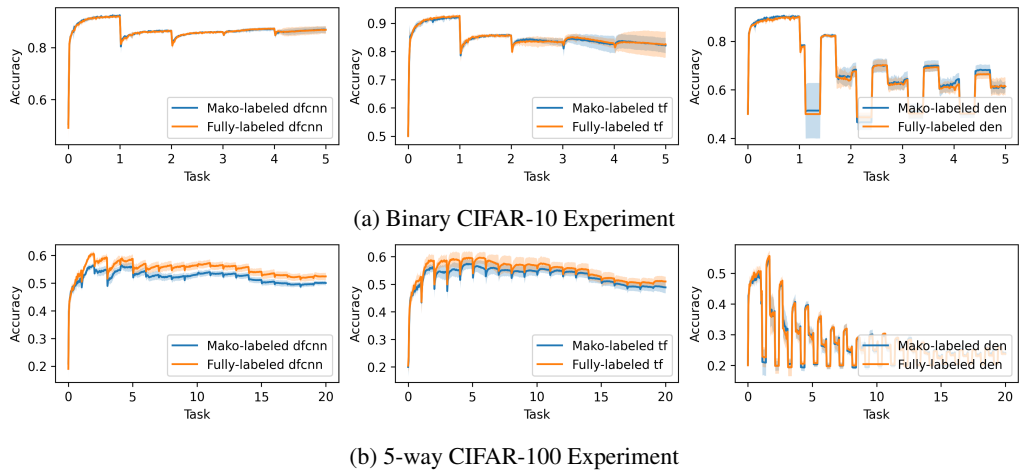 Accuracy
0.8
0.6
0 1 2 3 4 5
Task
Mako-labeled dfcnn
Fully-labeled dfcnn
Accuracy
0.9
0.8
0.7
0.6
0.5
0 1 2 3 4 5
Task
Mako-labeled tf
Fully-labeled tf
Accuracy
0.8
0.6
0.4
0 1 2 3 4 5
Task
Mako-labeled den
Fully-labeled den
(a) Binary CIFAR-10 Experiment
Accuracy
0.6
0.5
0.4
0.3
0.2
0 5 10 15 20
Task
Mako-labeled dfcnn
Fully-labeled dfcnn
Accuracy
0.6
0.5
0.4
0.3
0.2
0 5 10 15 20
Task
Mako-labeled tf
Fully-labeled tf
Accuracy
0.5
0.4
0.3
0.2
0 5 10 15 20
Task
Mako-labeled den
Fully-labeled den
(b) 5-way CIFAR-100 Experiment